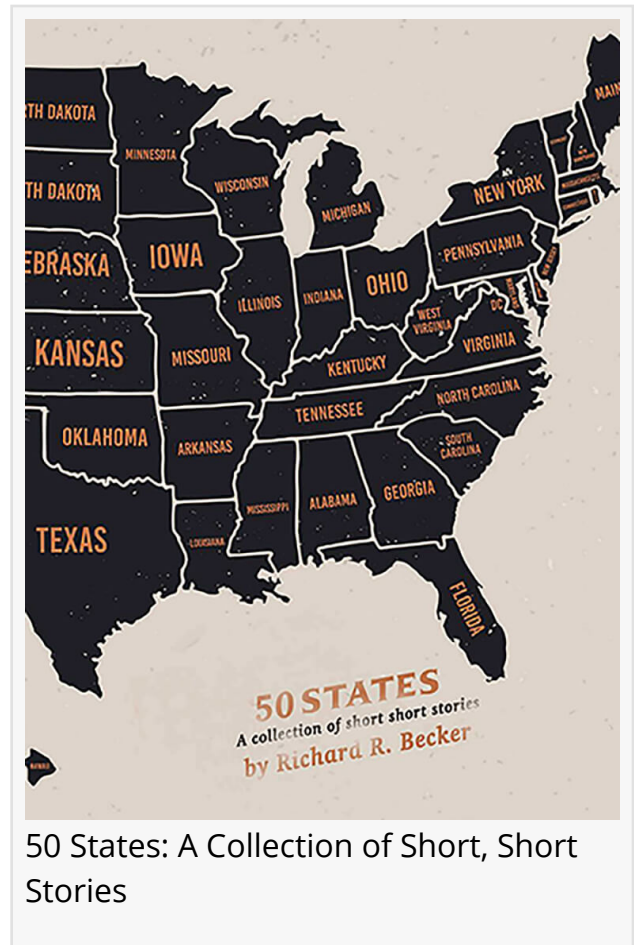 MAIN
TH DAKOTA
MINNESOTA
TH DAKOTA
WISCONSIN
MICHIGAN
NEW YORK
EBRASKA
IOWA
PENNSYLVANIA
ILLINOIS
INDIANA
OHIO
WEST
VIRGINIA
DC
KANSAS
MISSOURI
KENTUCKY
VIRGINIA
TENNESSEE
NORTH CAROLINA
OKLAHOMA
ARKANSAS
SOUTH
CAROLINA
TEXAS
LOUISIANA
MISSISSIPPI
ALABAMA
GEORGIA
FLORIDA
HAWAII
50 STATES
A collection of short short stories
by Richard R. Becker
50 States: A Collection of Short, Short
Stories